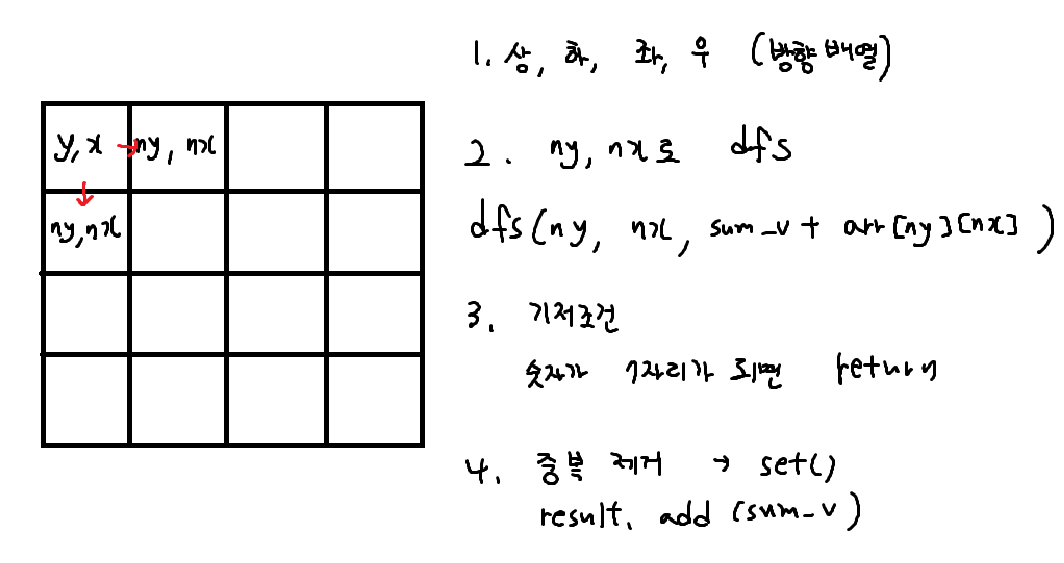 y, x
ny, nx
ny, nx
1. 상, 하, 좌, 우 (방향 배열)
2. ny, nx로 dfs
dfs(ny, nx, sum_v + arr[ny][nx] )
3. 기저조건
숫자가 7자리가 되면 return
4. 중복 제거 → set()
result. add (sum_v)